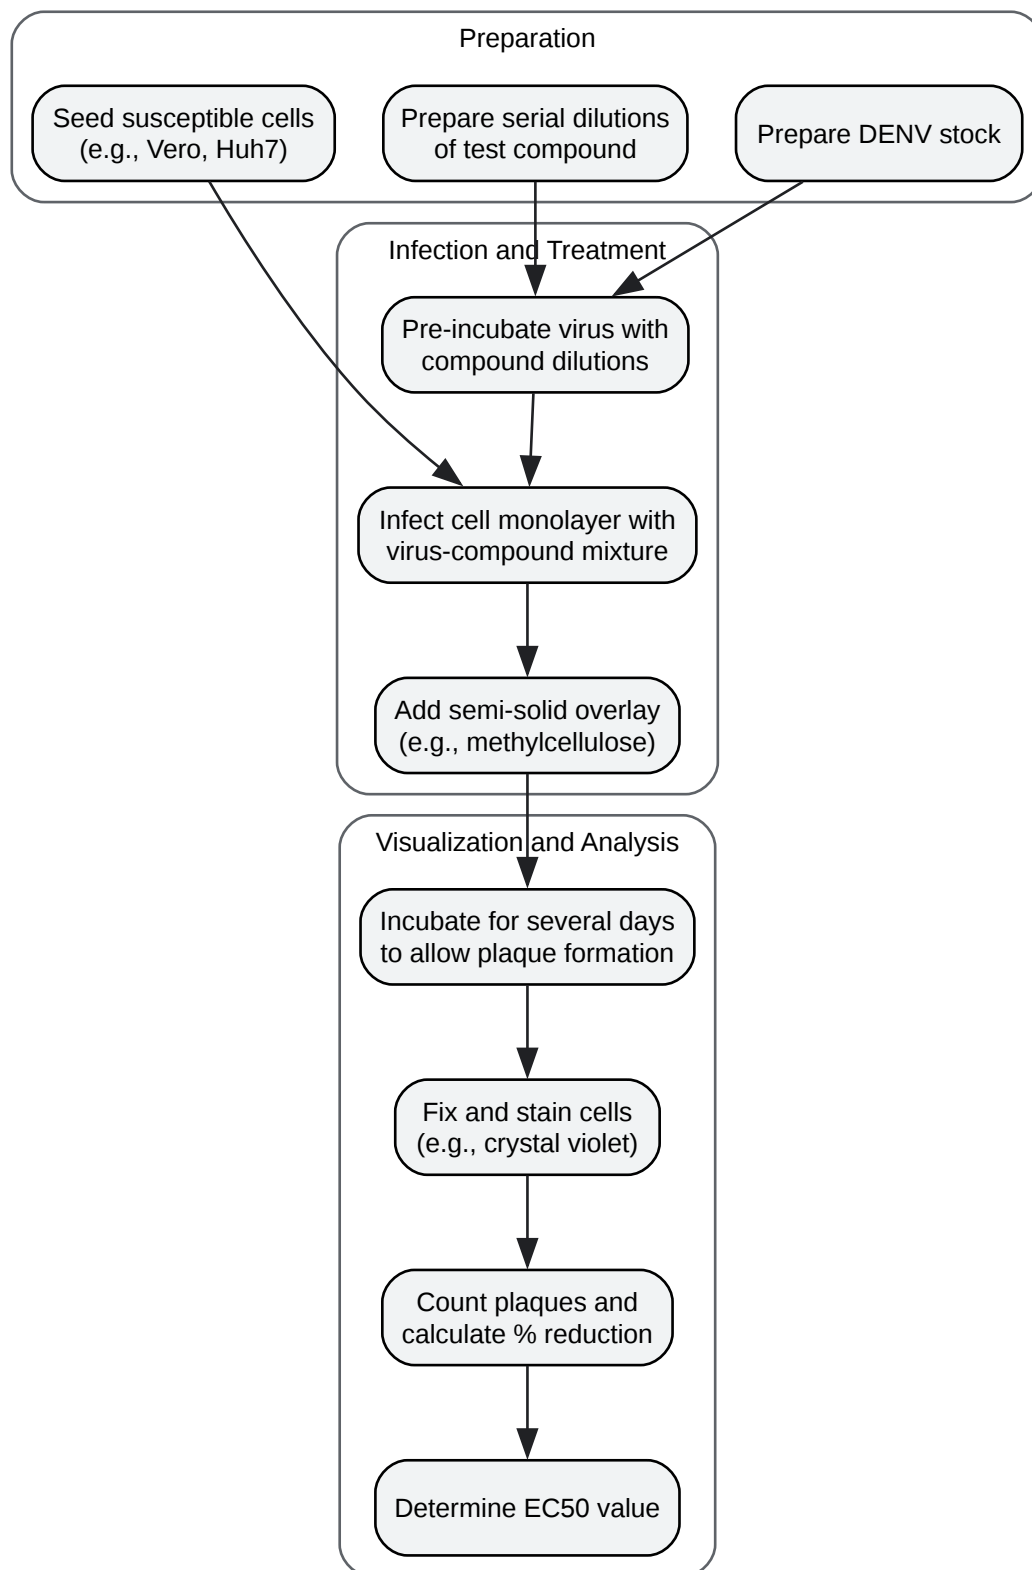 Preparation
Seed susceptible cells
(e.g., Vero, Huh7)
Prepare serial dilutions
of test compound
Prepare DENV stock
Infection and Treatment
Pre-incubate virus with
compound dilutions
Infect cell monolayer with
virus-compound mixture
Add semi-solid overlay
(e.g., methylcellulose)
Visualization and Analysis
Incubate for several days
to allow plaque formation
Fix and stain cells
(e.g., crystal violet)
Count plaques and
calculate % reduction
Determine EC50 value